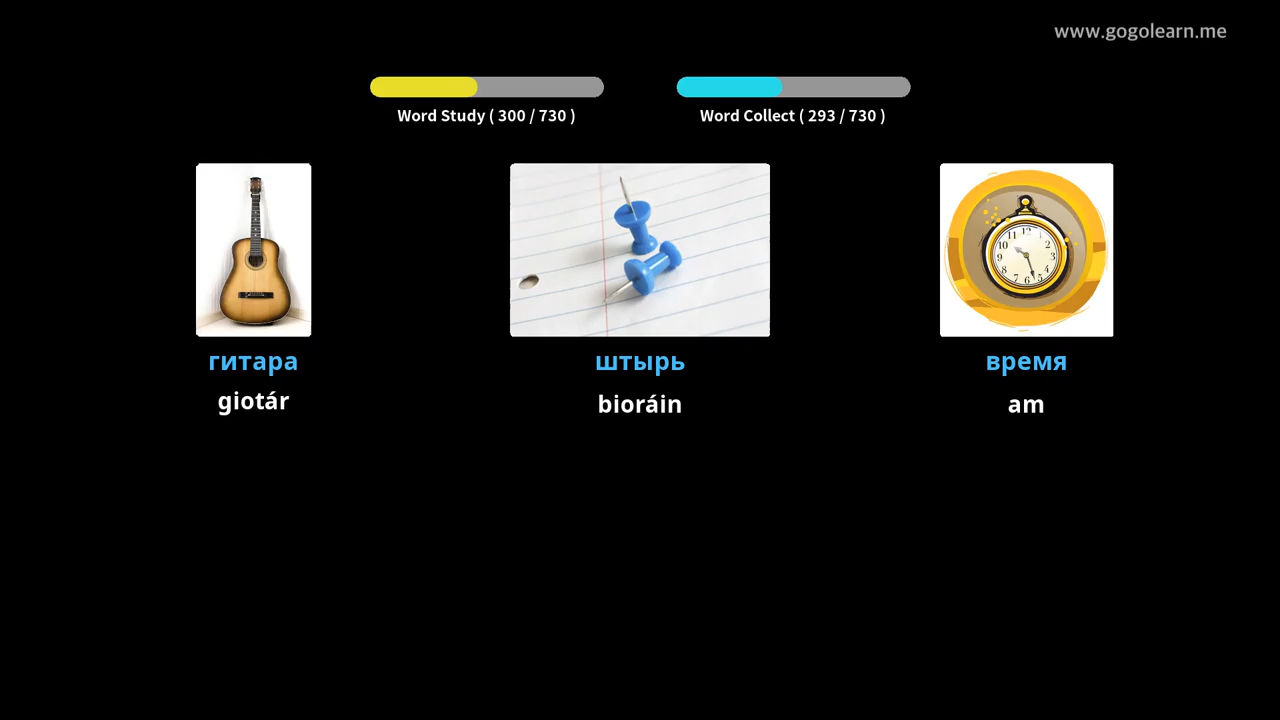 www.gogolearn.me
Word Study ( 300 / 730 )
Word Collect ( 293 / 730 )
гитара
штырь
время
giotár
bioráin
am